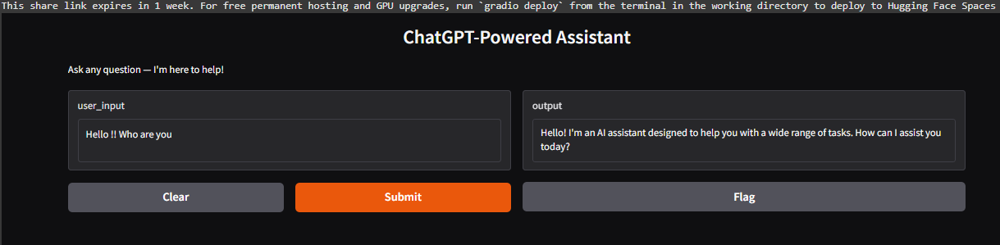 This share link expires in 1 week. For free permanent hosting and GPU upgrades, run `gradio deploy` from the terminal in the working directory to deploy to Hugging Face Spaces
ChatGPT-Powered Assistant
Ask any question — I'm here to help!
user_input
Hello !! Who are you
output
Hello! I'm an AI assistant designed to help you with a wide range of tasks. How can I assist you
today?
Clear
Submit
Flag